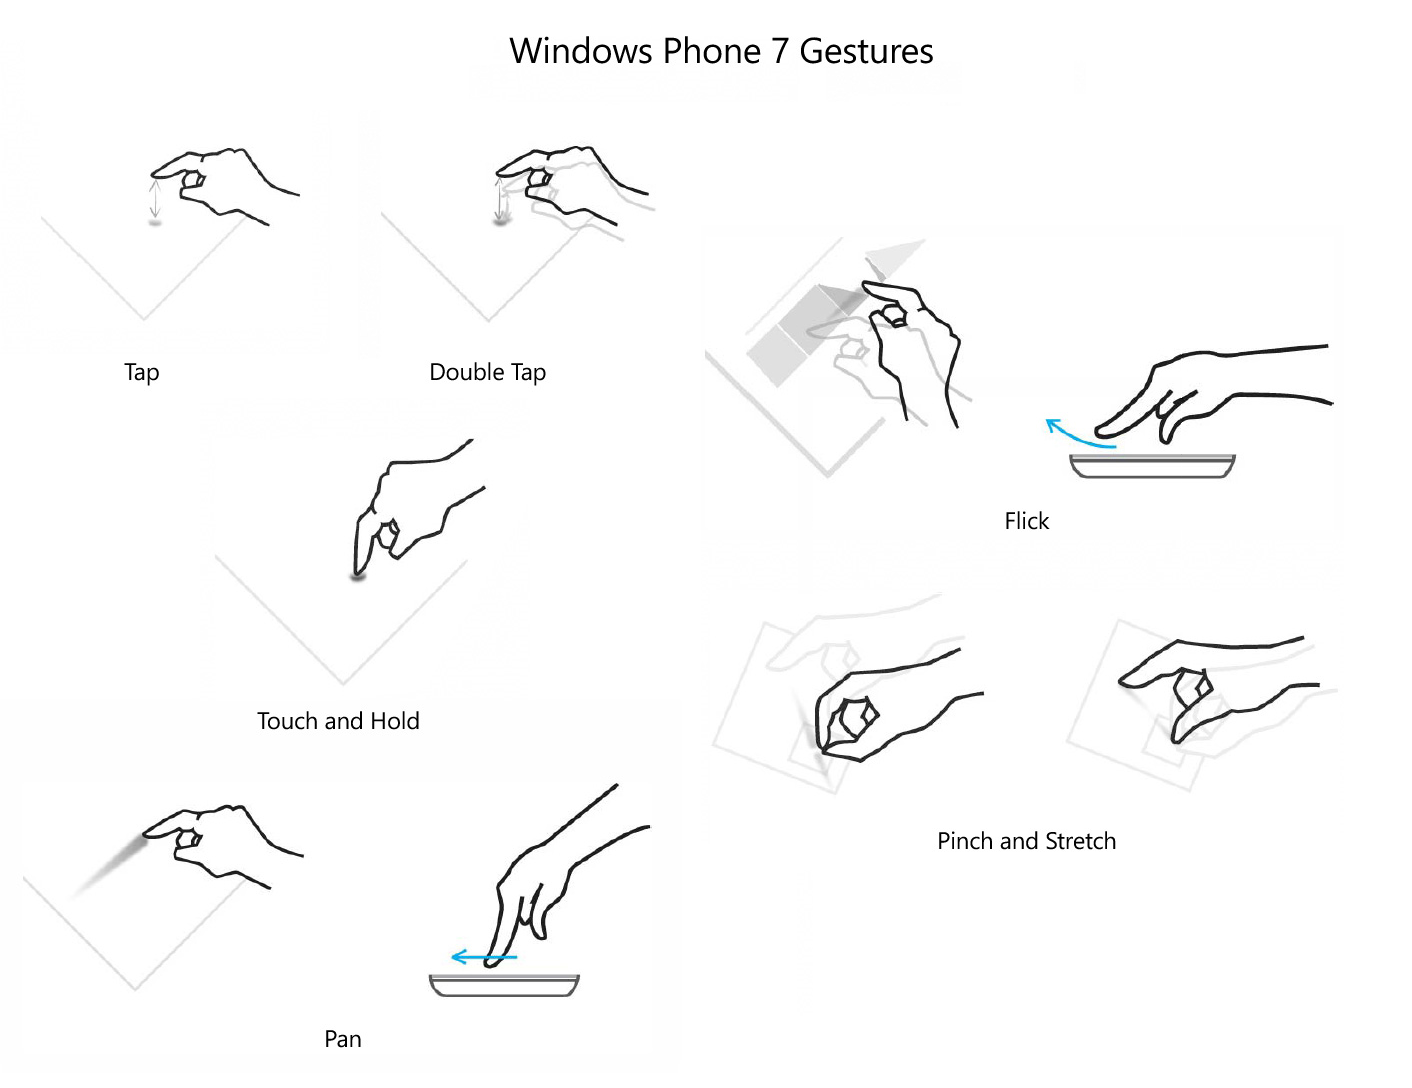 Windows Phone 7 Gestures
Tap
Double Tap
Flick
Touch and Hold
Pinch and Stretch
Pan